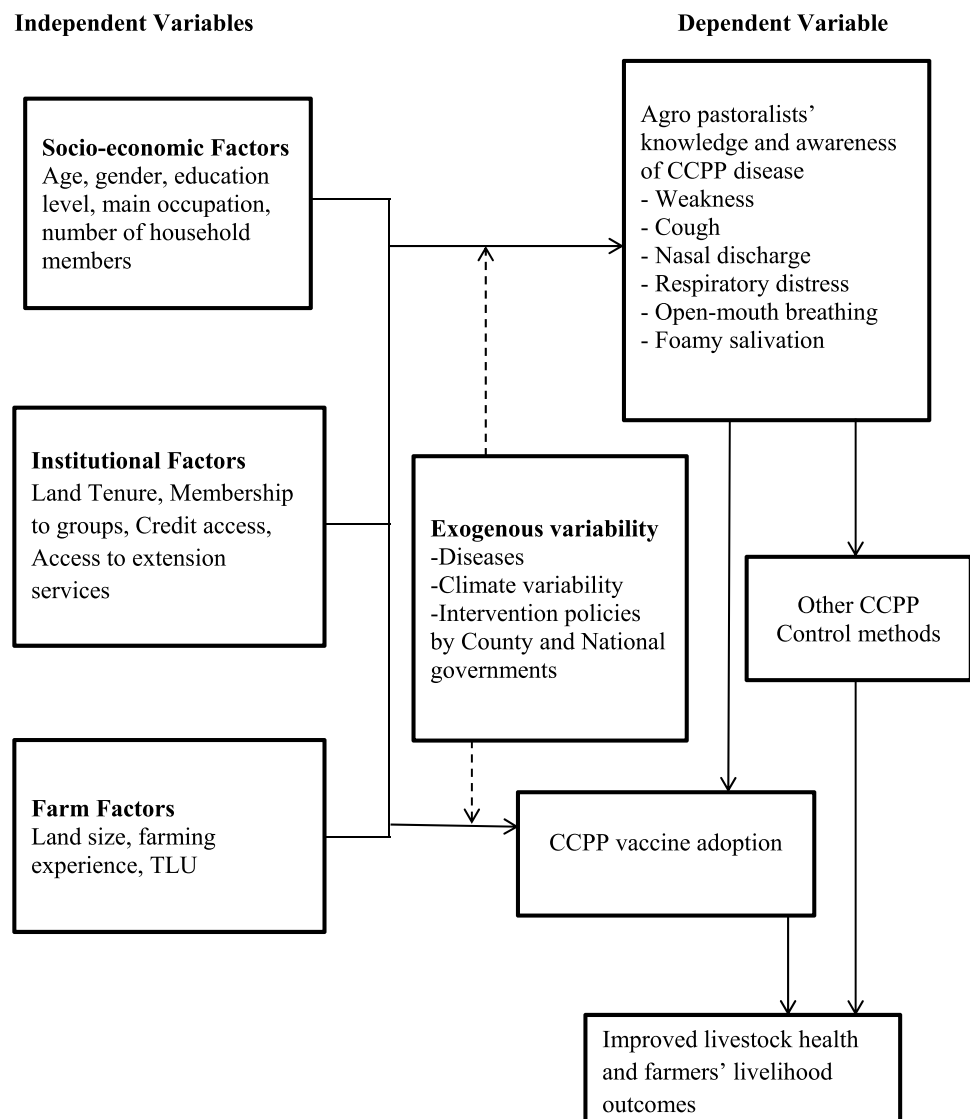 Independent Variables
Dependent Variable
Socio-economic Factors
Age, gender, education
level, main occupation,
number of household
members
Agro pastoralists’
knowledge and awareness
of CCPP disease
- Weakness
- Cough
- Nasal discharge
- Respiratory distress
- Open-mouth breathing
- Foamy salivation
Institutional Factors
Land Tenure, Membership
to groups, Credit access,
Access to extension
services
Exogenous variability
-Diseases
-Climate variability
-Intervention policies
by County and National
governments
Other CCPP
Control methods
Farm Factors
Land size, farming
experience, TLU
CCPP vaccine adoption
Improved livestock health
and farmers’ livelihood
outcomes